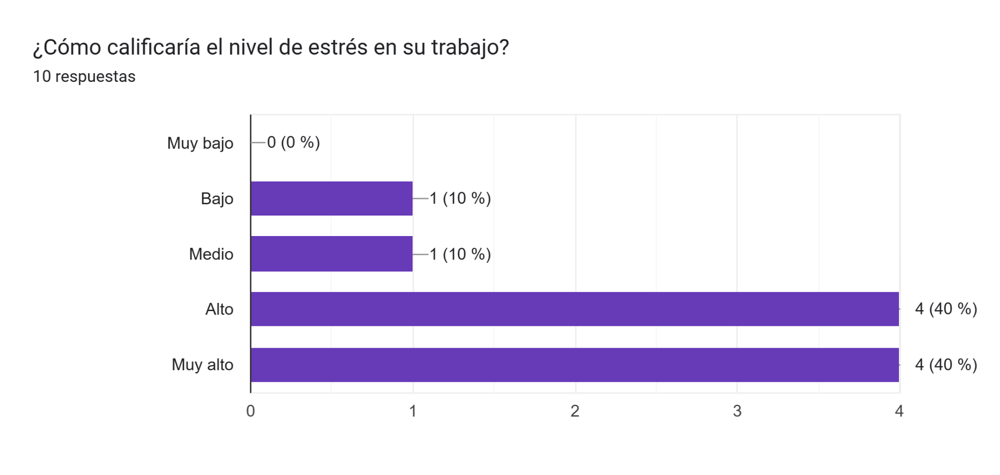 ¿Cómo calificaría el nivel de estrés en su trabajo?
10 respuestas
Muy bajo 0 (0 %)
Bajo 1 (10 %)
Medio 1 (10 %)
Alto 4 (40 %)
Muy alto 4 (40 %)
0 1 2 3 4